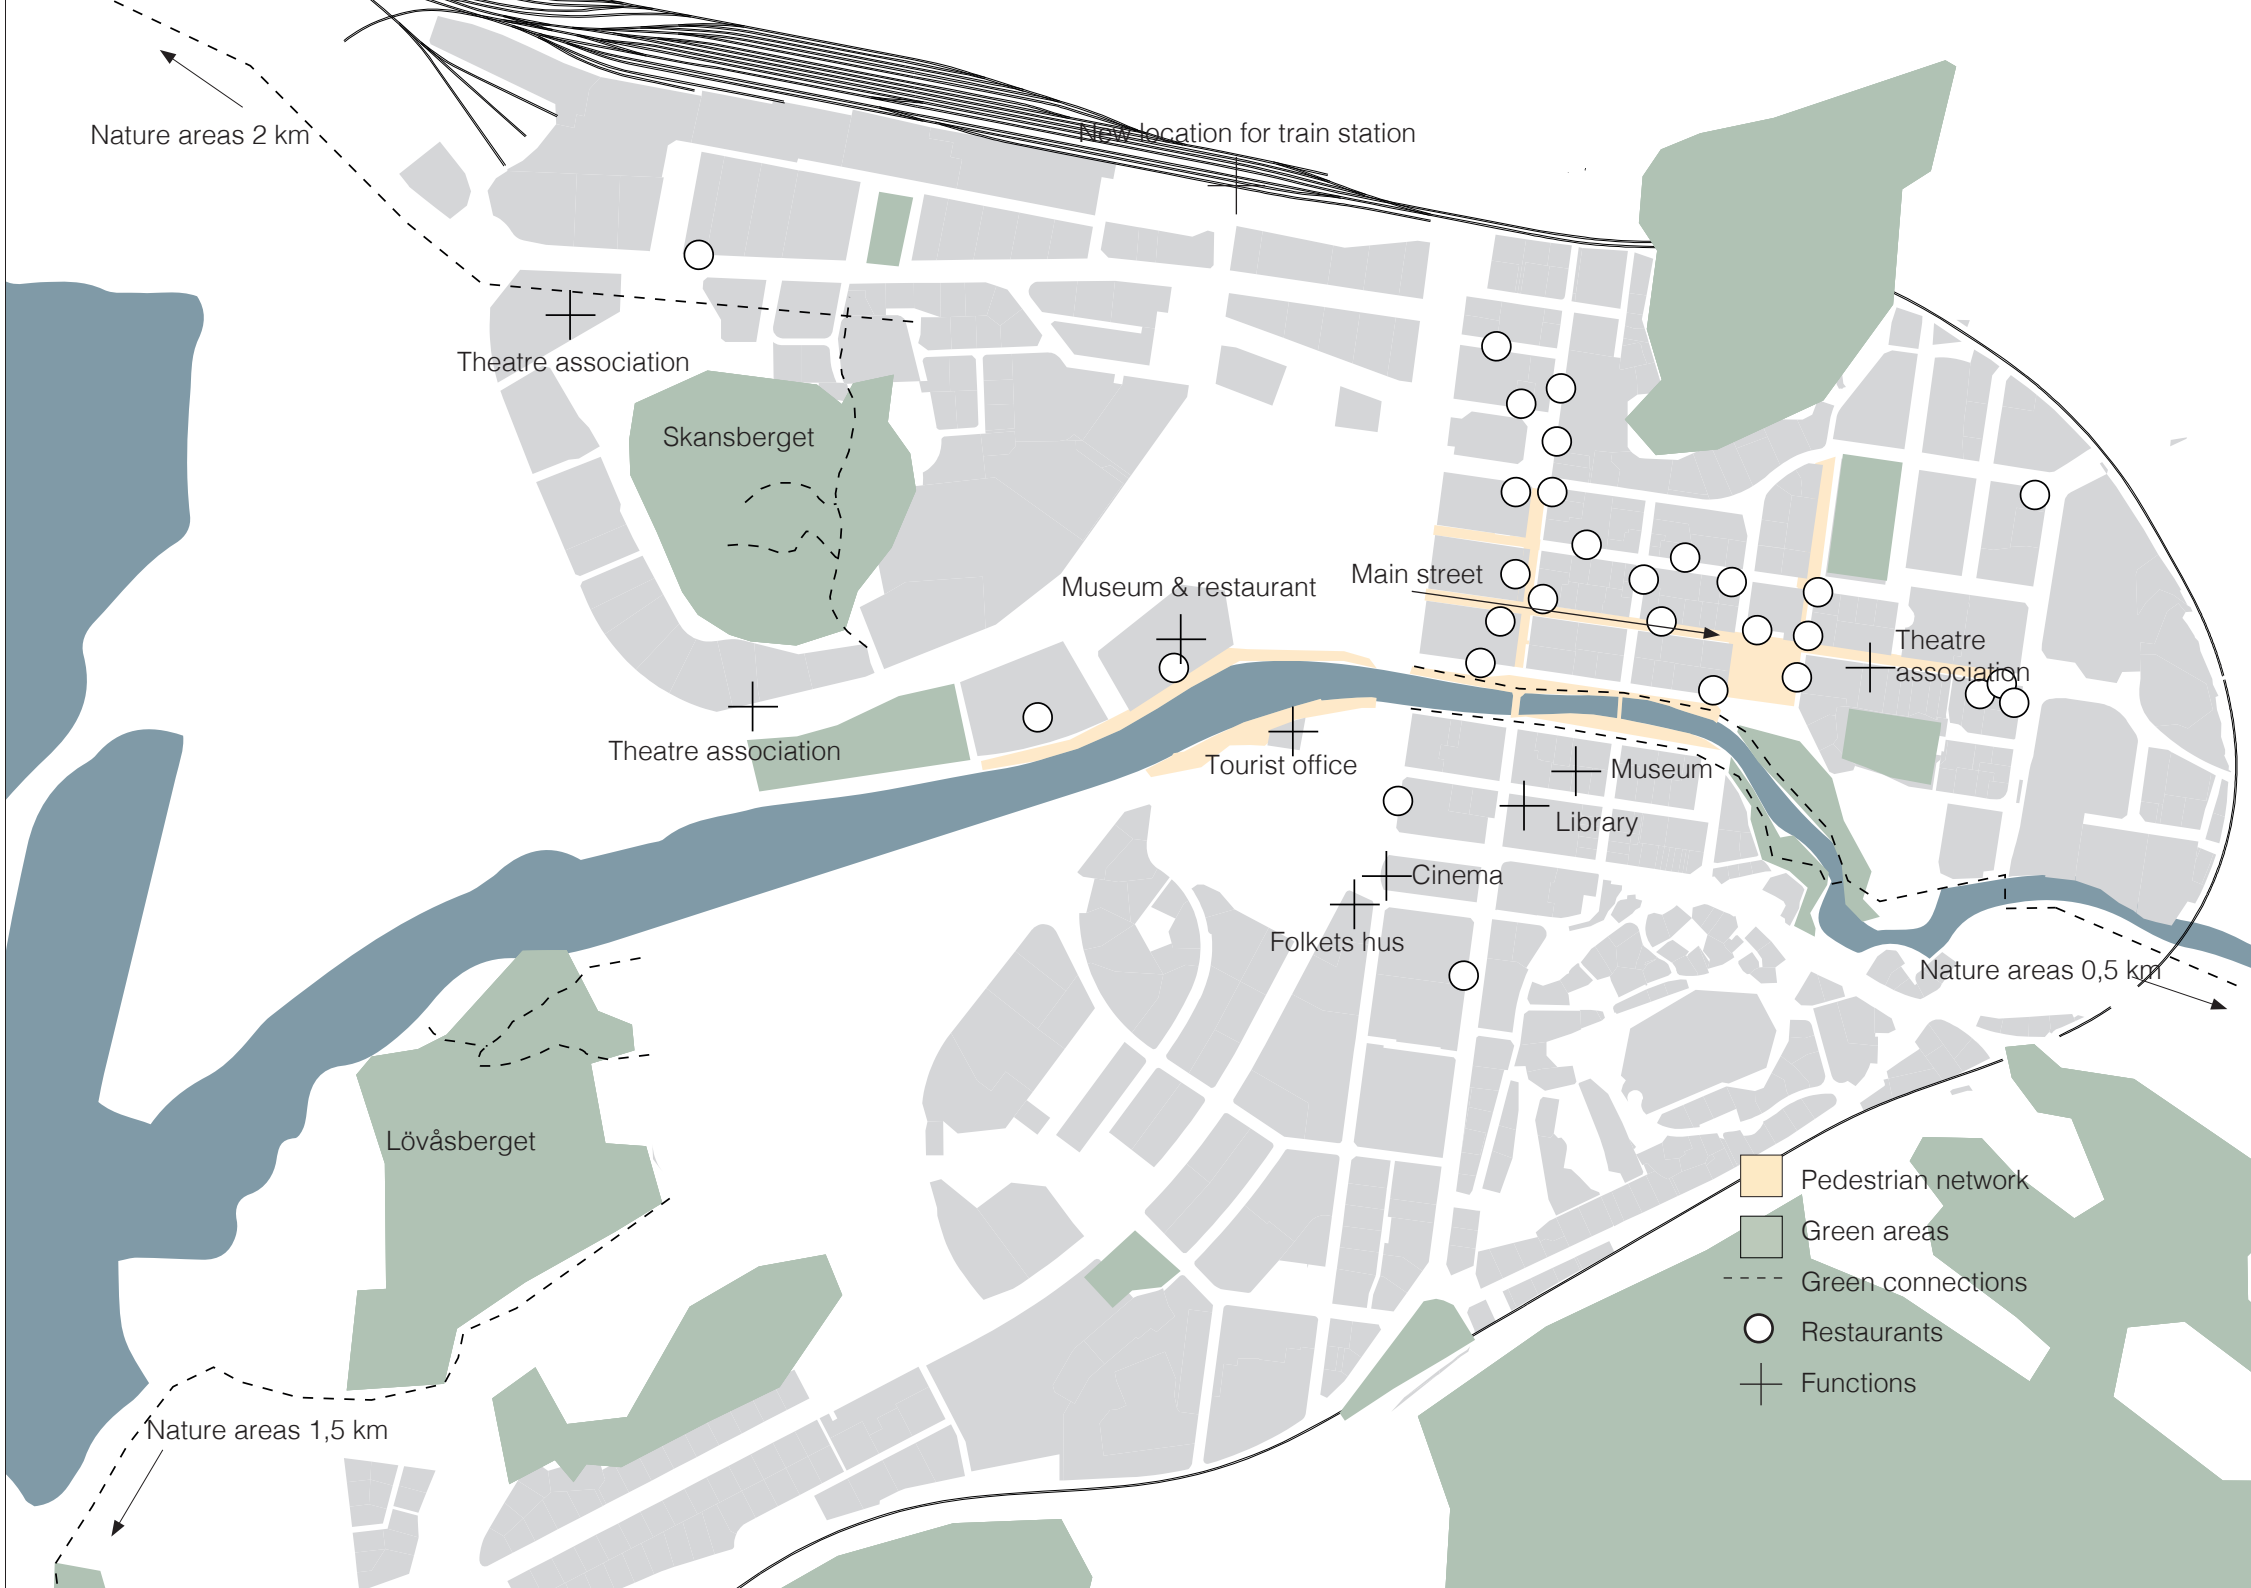 Nature areas 2 km
New location for train station
Theatre association
Skansberget
Museum & restaurant
Main street
Theatre
association
Theatre association
Tourist office
Museum
Library
Cinema
Folkets hus
Nature areas 0,5 km
Lövåsberget
Nature areas 1,5 km
Pedestrian network
Green areas
Green connections
Restaurants
Functions